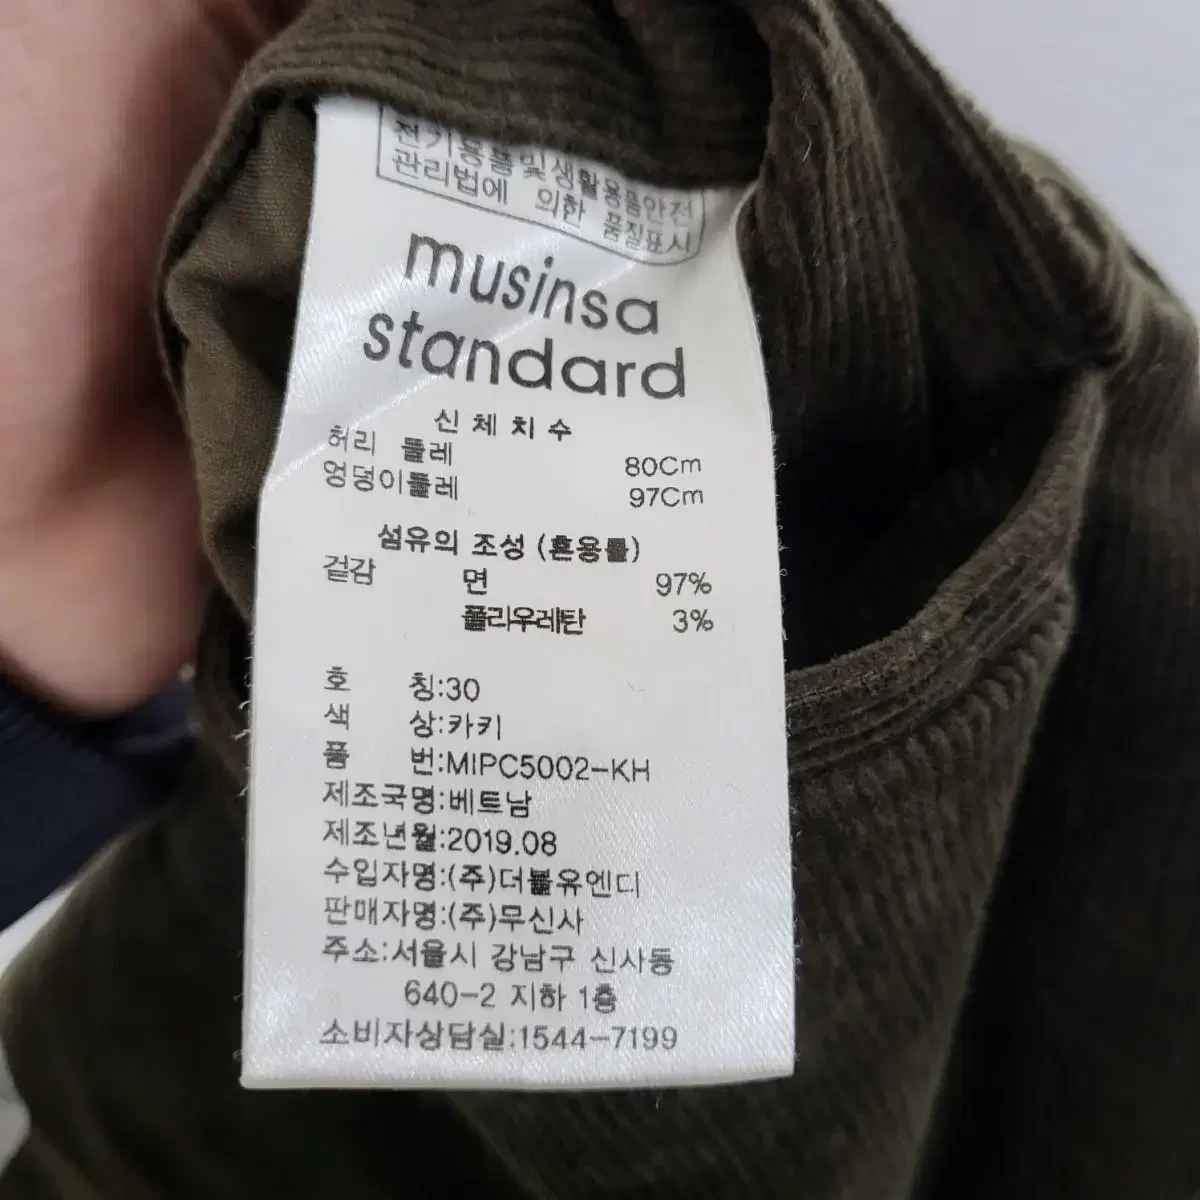 전기용품 및 생활용품안전
관리법에 의한 품질표시
musinsa
standard
신체치수
허리 둘레 80Cm
엉덩이둘레 97Cm
섬유의 조성 (혼용률)
겉감 면 97%
폴리우레탄 3%
호 칭:30
색 상:카키
품 번:MIPC5002-KH
제조국명:베트남
제조년월:2019.08
수입자명:(주)더블유엔디
판매자명:(주)무신사
주소:서울시 강남구 신사동
640-2 지하 1층
소비자상담실:1544-7199